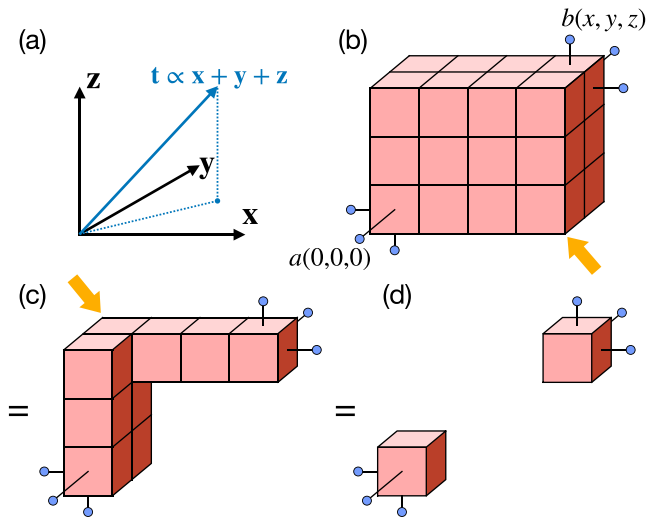 (a)
z
t ∝ x + y + z
y
x
(b)
b(x, y, z)
a(0,0,0)
(c)
=
(d)
=